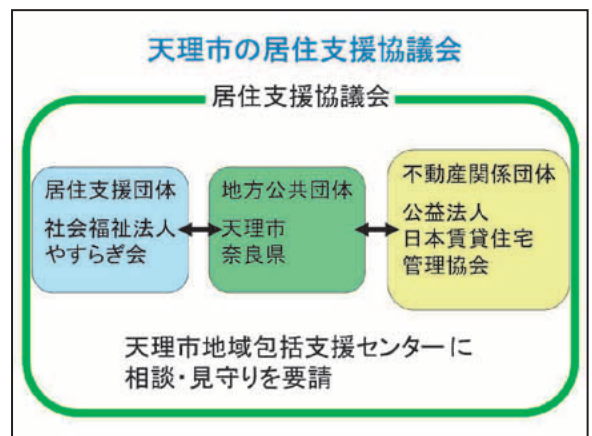 天理市の居住支援協議会
居住支援協議会
居住支援団体
社会福祉法人
やすらぎ会
地方公共団体
天理市
奈良県
不動産関係団体
公益法人
日本賃貸住宅
管理協会
天理市地域包括支援センターに
相談・見守りを要請